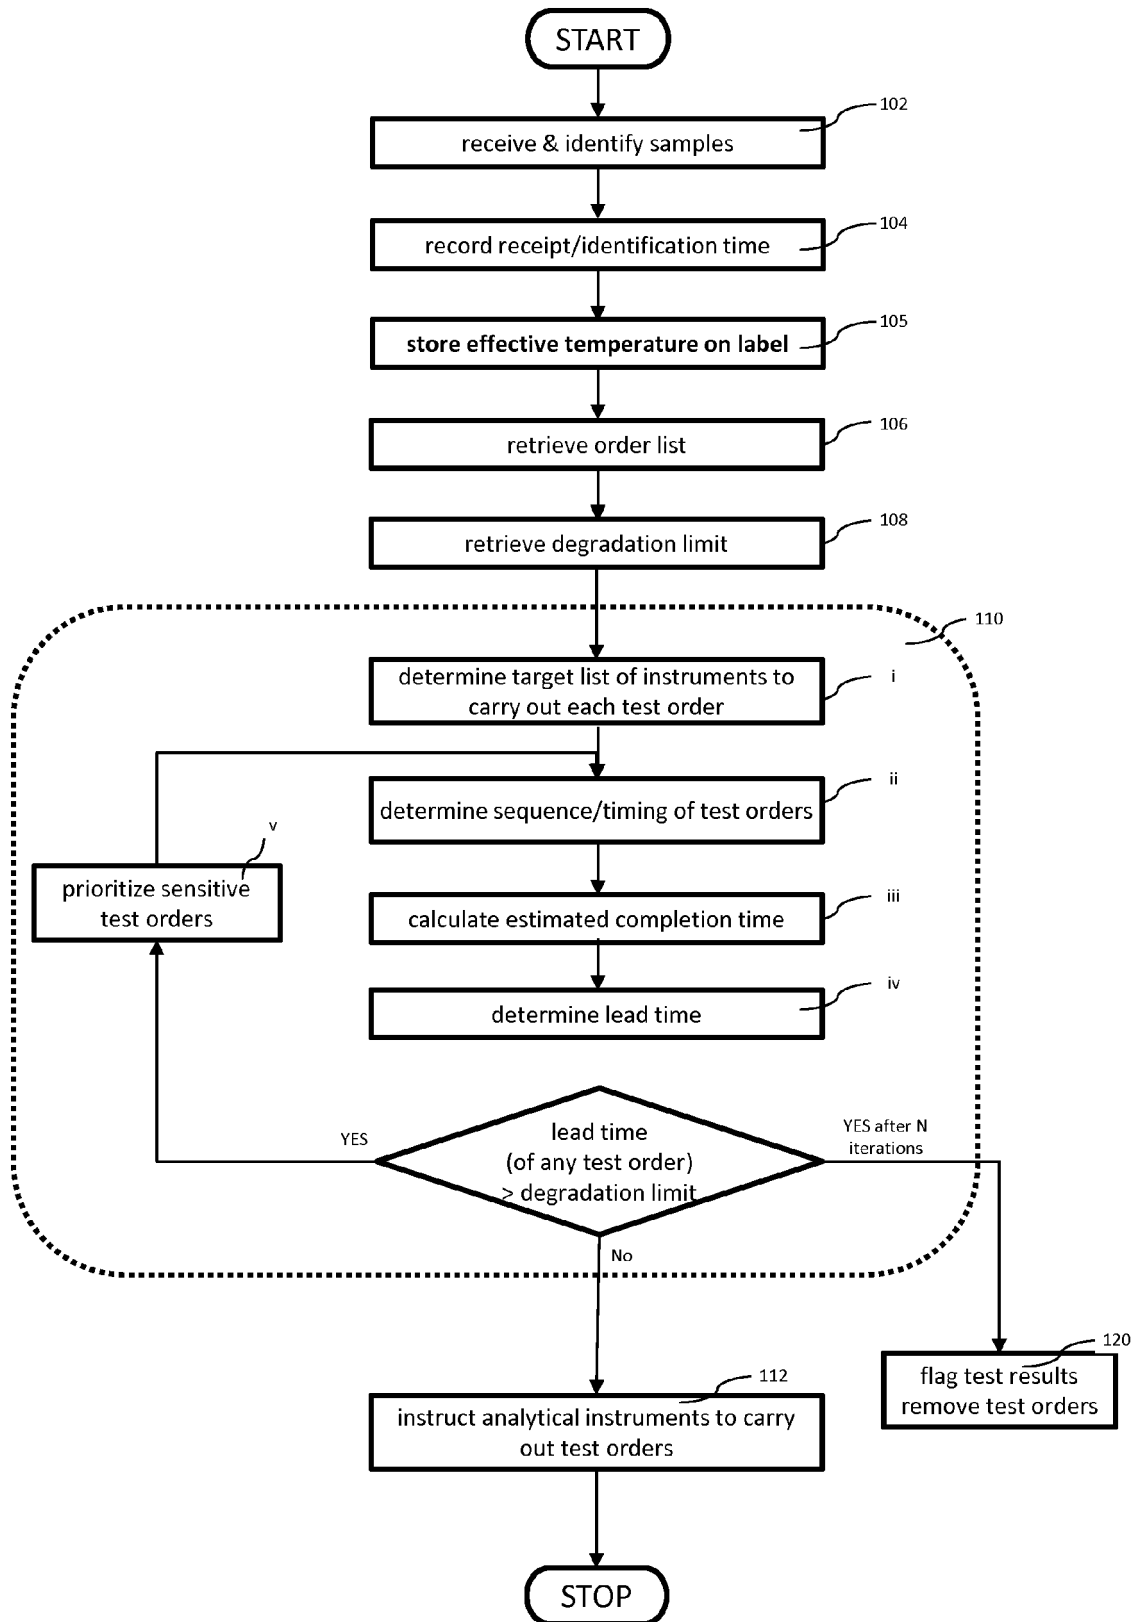 START
102
receive & identify samples
104
record receipt/identification time
105
store effective temperature on label
106
retrieve order list
108
retrieve degradation limit
110
determine target list of instruments to
carry out each test order
i
determine sequence/timing of test orders
ii
v
prioritize sensitive
test orders
calculate estimated completion time
iii
determine lead time
iv
YES
lead time
(of any test order)
> degradation limit
YES after N
iterations
No
120
flag test results
remove test orders
112
instruct analytical instruments to carry
out test orders
STOP